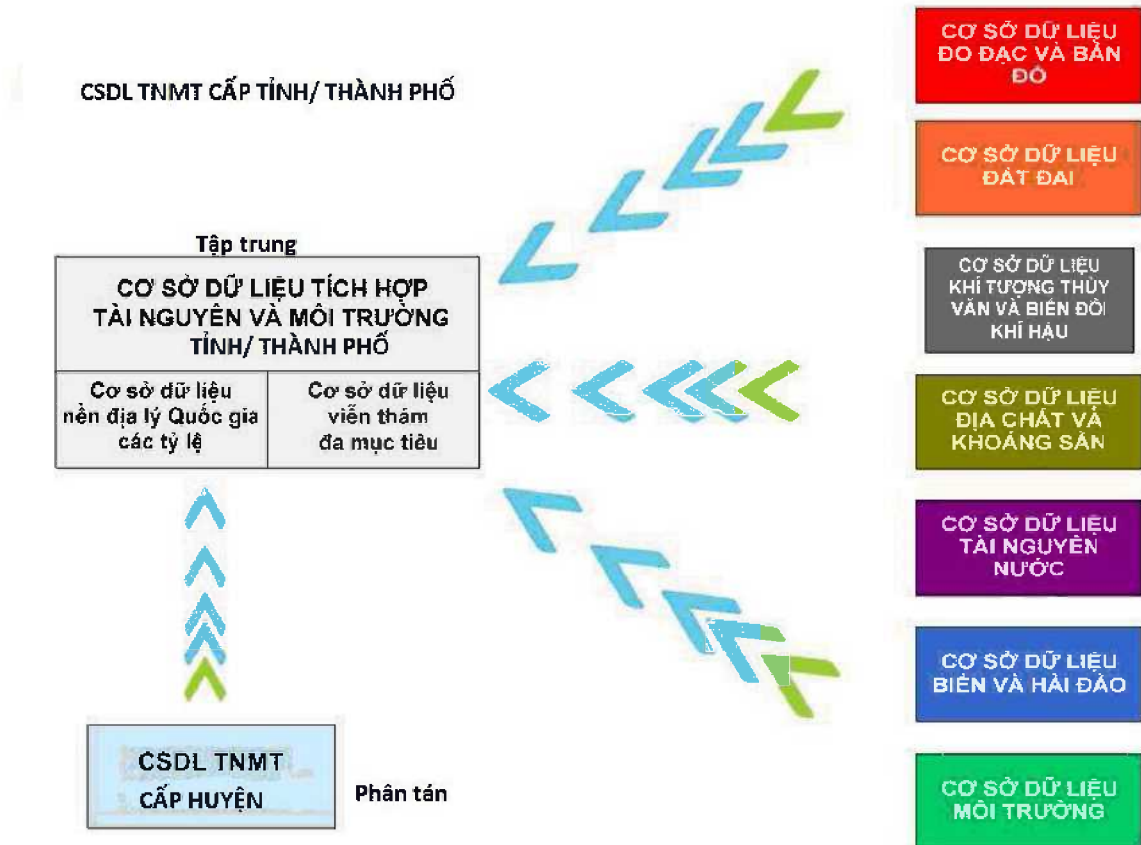 CSDL TNMT CẤP TỈNH/ THÀNH PHỐ
Tập trung
CƠ SỞ DỮ LIỆU TÍCH HỢP
TÀI NGUYÊN VÀ MÔI TRƯỜNG
TỈNH/ THÀNH PHỐ
Cơ sở dữ liệu
nền địa lý Quốc gia
các tỷ lệ
Cơ sở dữ liệu
viễn thám
đa mục tiêu
CSDL TNMT
CẤP HUYỆN
Phân tán
CƠ SỞ DỮ LIỆU
ĐO ĐẠC VÀ BẢN
ĐỒ
CƠ SỞ DỮ LIỆU
ĐẤT ĐAI
CƠ SỞ DỮ LIỆU
KHÍ TƯỢNG THỦY
VĂN VÀ BIẾN ĐỔI
KHÍ HẬU
CƠ SỞ DỮ LIỆU
ĐỊA CHẤT VÀ
KHOÁNG SẢN
CƠ SỞ DỮ LIỆU
TÀI NGUYÊN
NƯỚC
CƠ SỞ DỮ LIỆU
BIỂN VÀ HẢI ĐẢO
CƠ SỞ DỮ LIỆU
MÔI TRƯỜNG